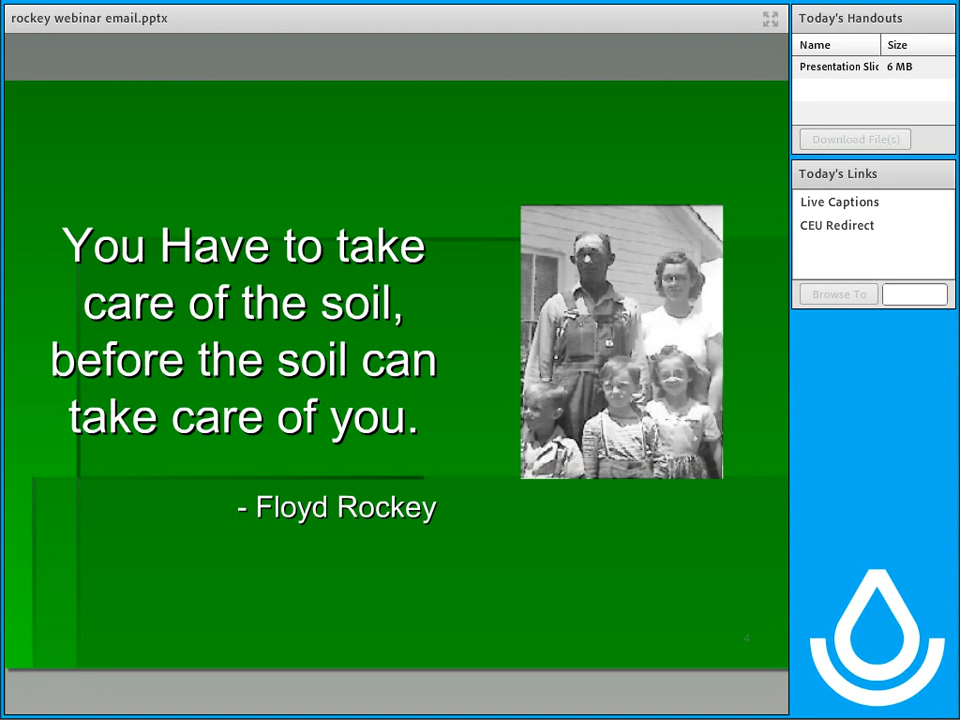 rockey webinar email.pptx
You Have to take
care of the soil,
before the soil can
take care of you.
- Floyd Rockey
4
Today's Handouts
Name Size
Presentation Slic 6 MB
Download File(s)
Today's Links
Live Captions
CEU Redirect
Browse To